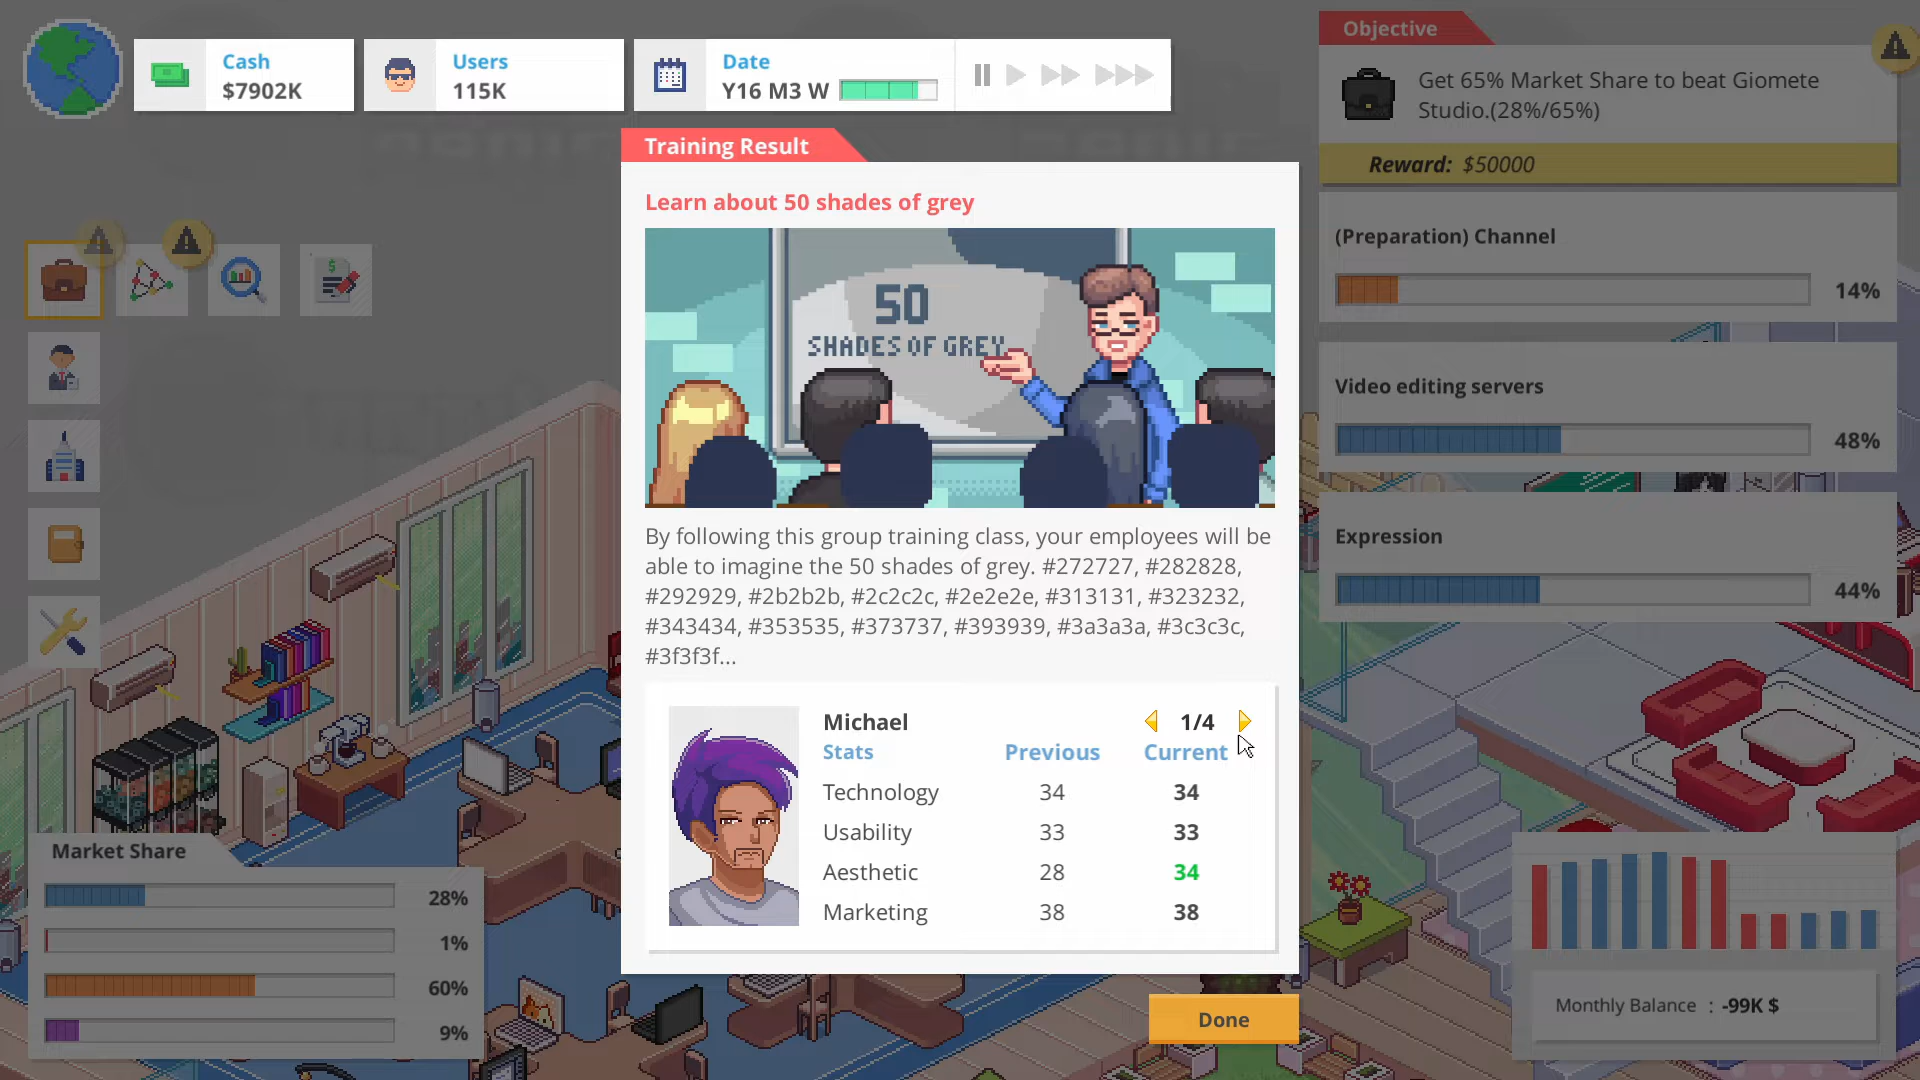 Cash
$7902K
Users
115K
Date
Y16 M3 W
Objective
Get 65% Market Share to beat Giomete
Studio.(28%/65%)
Reward: $50000
(Preparation) Channel
14%
Video editing servers
48%
Expression
44%
Training Result
Learn about 50 shades of grey
50
SHADES OF GREY
By following this group training class, your employees will be
able to imagine the 50 shades of grey. #272727, #282828,
#292929, #2b2b2b, #2c2c2c, #2e2e2e, #313131, #323232,
#343434, #353535, #373737, #393939, #3a3a3a, #3c3c3c,
#3f3f3f...
Michael
1/4
Stats Previous Current
Technology 34 34
Usability 33 33
Aesthetic 28 34
Marketing 38 38
Done
Market Share
28%
1%
60%
9%
Monthly Balance : -99K $